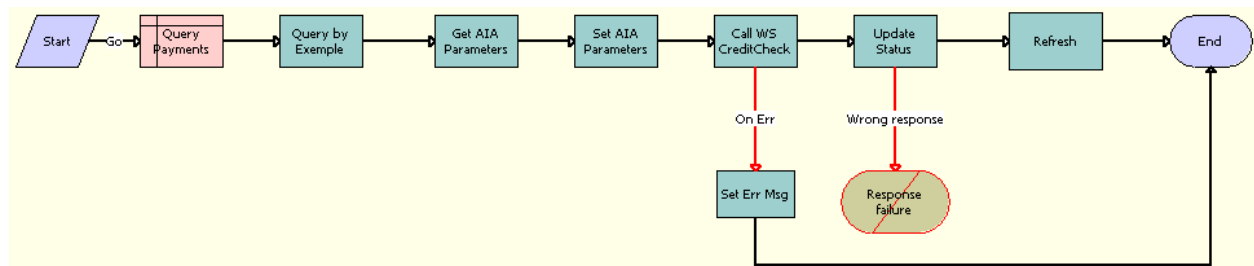 Start
Go
Query
Payments
Query by
Exemple
Get AIA
Parameters
Set AIA
Parameters
Call WS
CreditCheck
Update
Status
Refresh
End
On Err
Wrong response
Set Err Msg
Response
failure